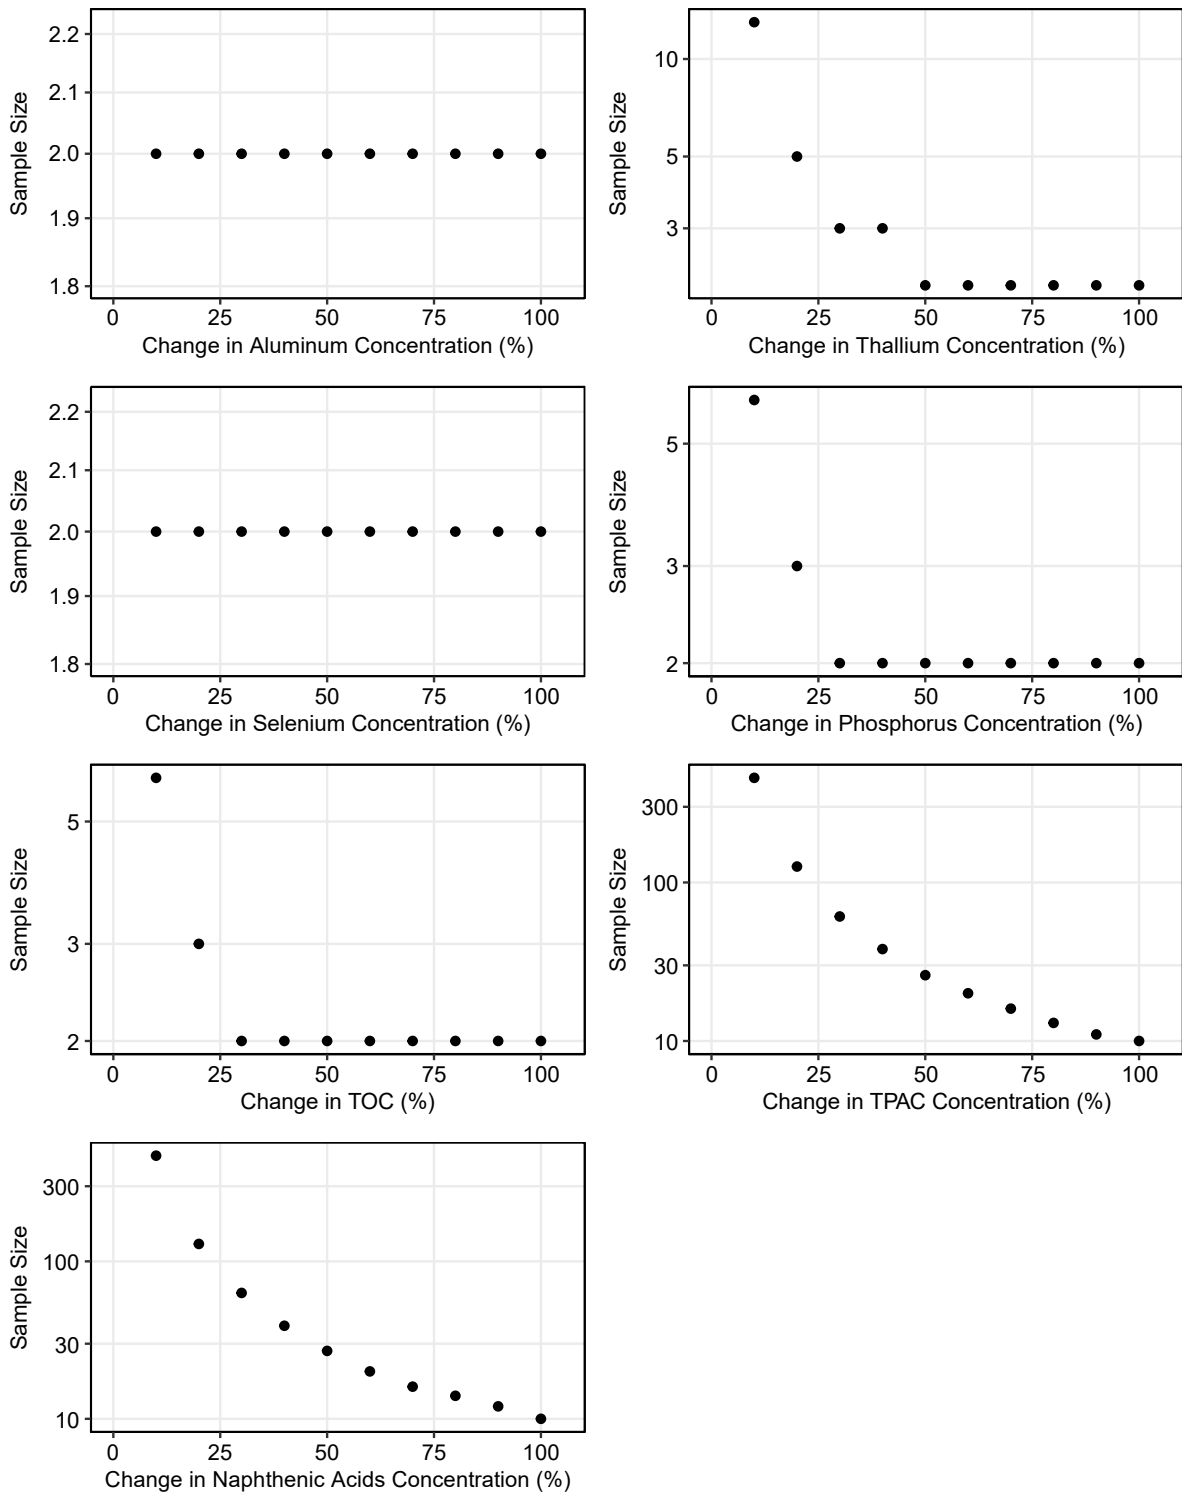 Sample Size
2.2
2.1
2.0
1.9
1.8
0 25 50 75 100
Change in Aluminum Concentration (%)
Sample Size
10
5
3
0 25 50 75 100
Change in Thallium Concentration (%)
Sample Size
2.2
2.1
2.0
1.9
1.8
0 25 50 75 100
Change in Selenium Concentration (%)
Sample Size
5
3
2
0 25 50 75 100
Change in Phosphorus Concentration (%)
Sample Size
5
3
2
0 25 50 75 100
Change in TOC (%)
Sample Size
300
100
30
10
0 25 50 75 100
Change in TPAC Concentration (%)
Sample Size
300
100
30
10
0 25 50 75 100
Change in Naphthenic Acids Concentration (%)